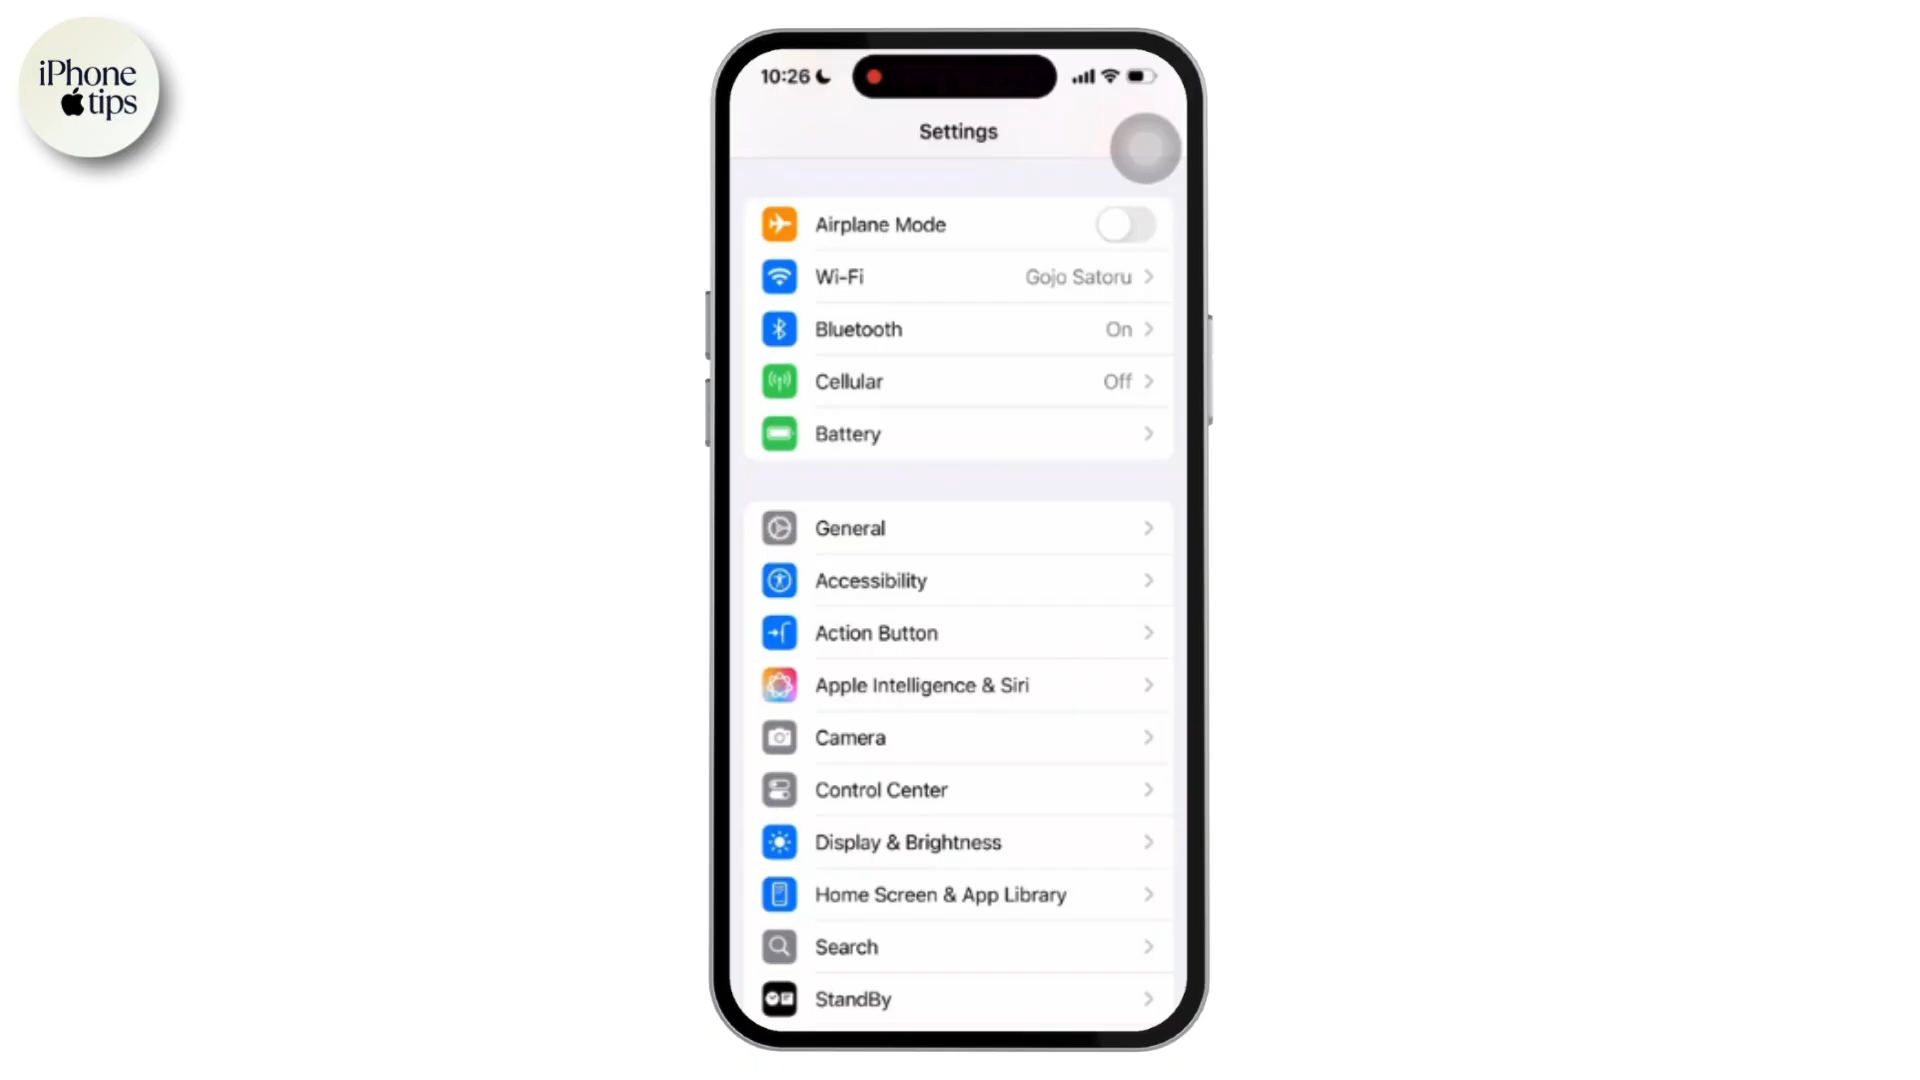 iPhone
tips
10:26
Settings
Airplane Mode
Wi-Fi Gojo Satoru
Bluetooth On
Cellular Off
Battery
General
Accessibility
Action Button
Apple Intelligence & Siri
Camera
Control Center
Display & Brightness
Home Screen & App Library
Search
StandBy